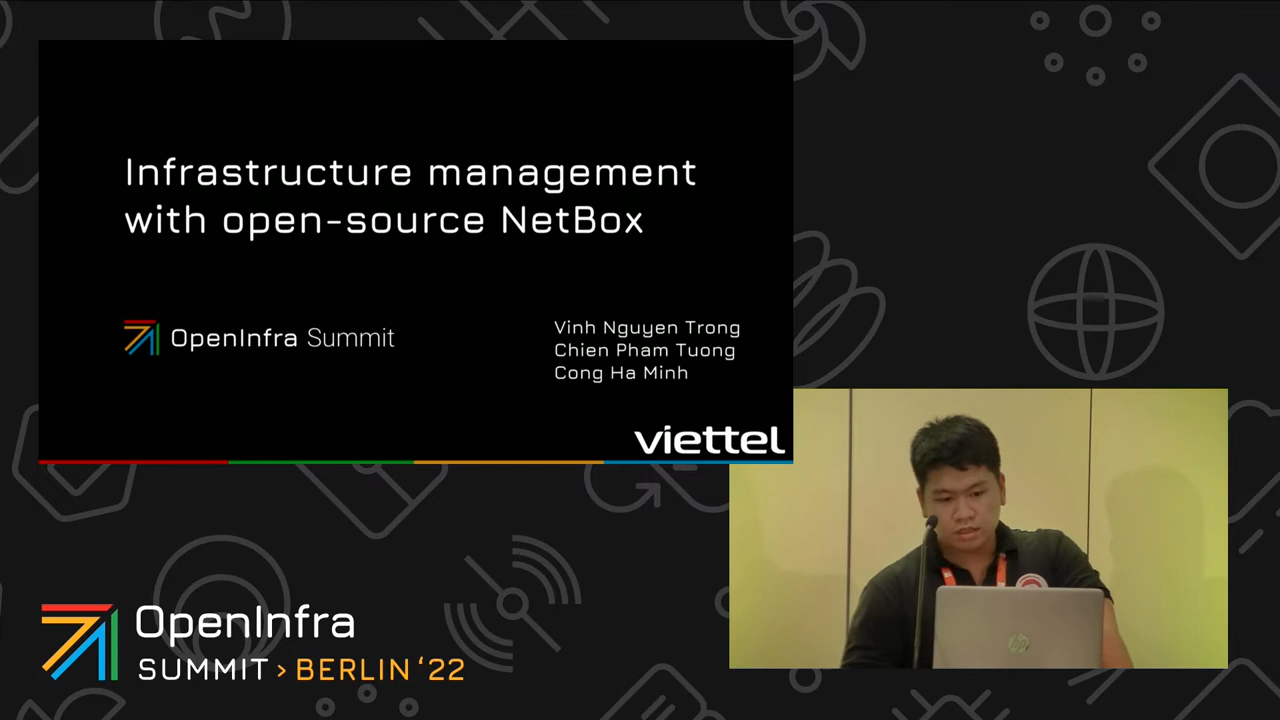 Infrastructure management
with open-source NetBox
OpenInfra Summit
Vinh Nguyen Trong
Chien Pham Tuong
Cong Ha Minh
viettel
OpenInfra
SUMMIT > BERLIN ‘22
hp